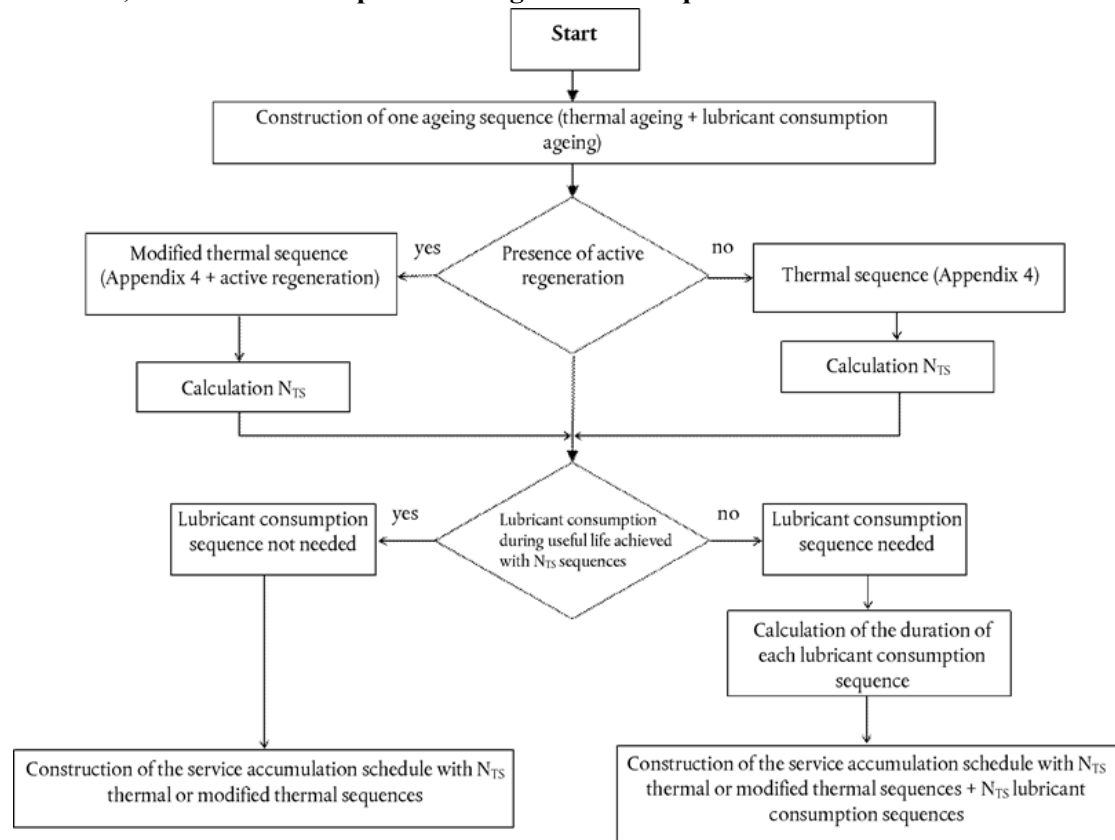 Start
Construction of one ageing sequence (thermal ageing + lubricant consumption
ageing)
Modified thermal sequence
(Appendix 4 + active regeneration)
yes
Presence of active
regeneration
no
Thermal sequence (Appendix 4)
Calculation NTS
Calculation NTS
Lubricant consumption
sequence not needed
yes
Lubricant consumption
during useful life achieved
with NTS sequences
no
Lubricant consumption
sequence needed
Calculation of the duration of
each lubricant consumption
sequence
Construction of the service accumulation schedule with NTS
thermal or modified thermal sequences
Construction of the service accumulation schedule with NTS
thermal or modified thermal sequences + NTS lubricant
consumption sequences